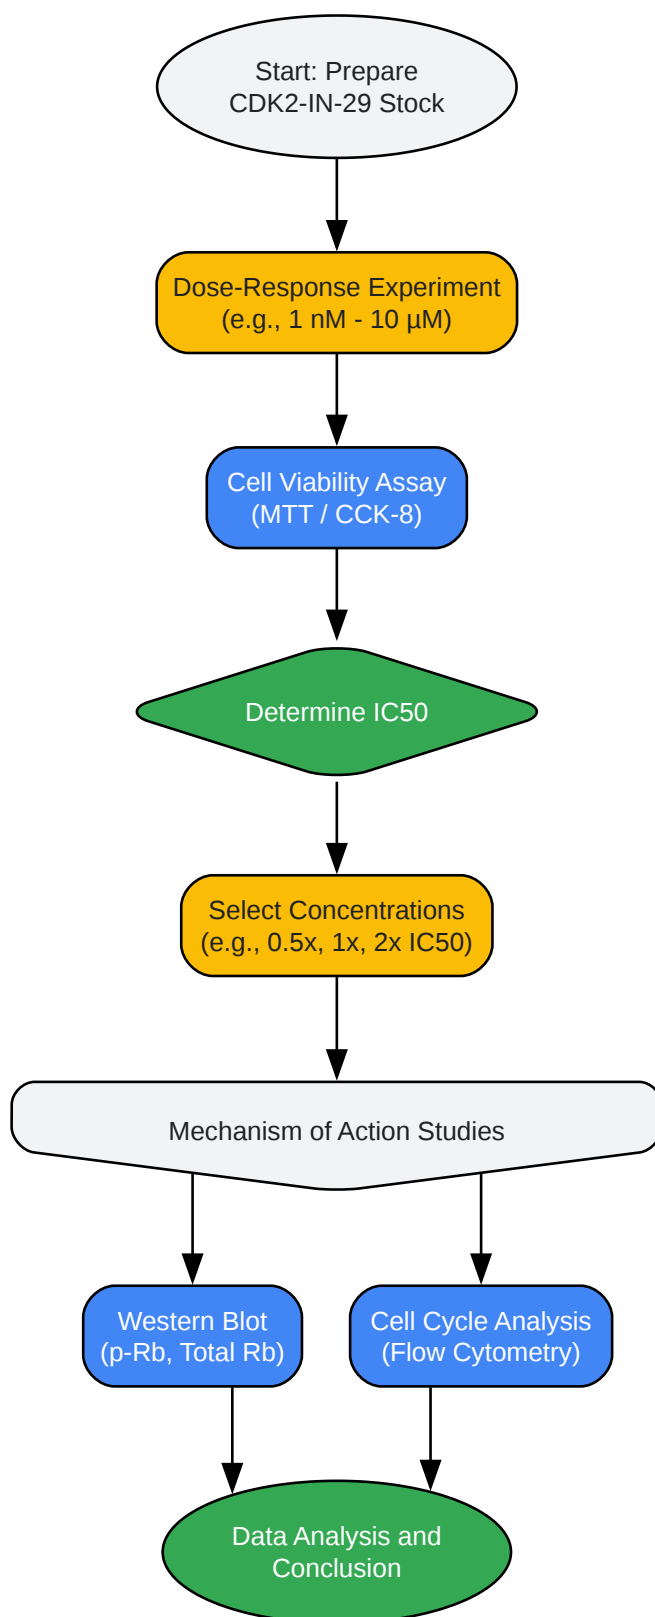 Start: Prepare
CDK2-IN-29 Stock
Dose-Response Experiment
(e.g., 1 nM - 10 µM)
Cell Viability Assay
(MTT / CCK-8)
Determine IC50
Select Concentrations
(e.g., 0.5x, 1x, 2x IC50)
Mechanism of Action Studies
Western Blot
(p-Rb, Total Rb)
Cell Cycle Analysis
(Flow Cytometry)
Data Analysis and
Conclusion